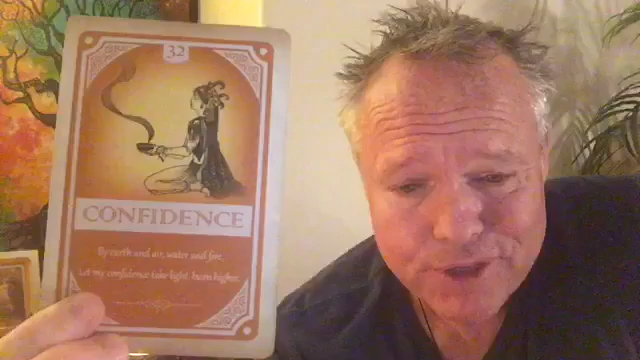 32
CONFIDENCE
By earth and air, water and fire,
Let my confidence take light, burn higher.